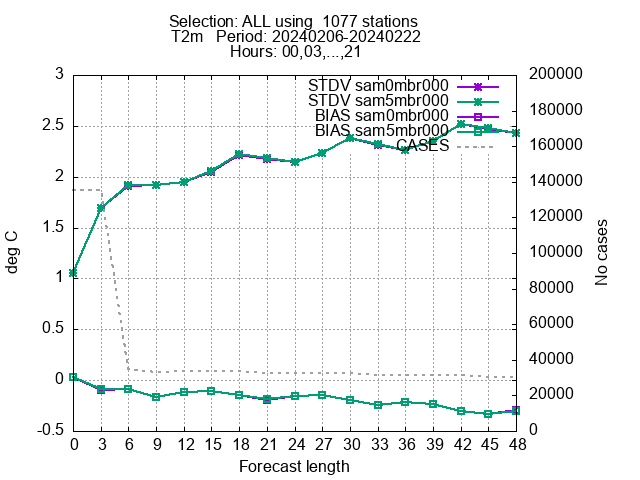 Selection: ALL using  1077 stations
T2m   Period: 20240206-20240222
Hours: 00,03,...,21
3
2.5
2
1.5
1
0.5
0
-0.5
deg C
STDV sam0mbr000
STDV sam5mbr000
BIAS sam0mbr000
BIAS sam5mbr000
CASES
200000
180000
160000
140000
120000
100000
80000
60000
40000
20000
0
No cases
0 3 6 9 12 15 18 21 24 27 30 33 36 39 42 45 48
Forecast length